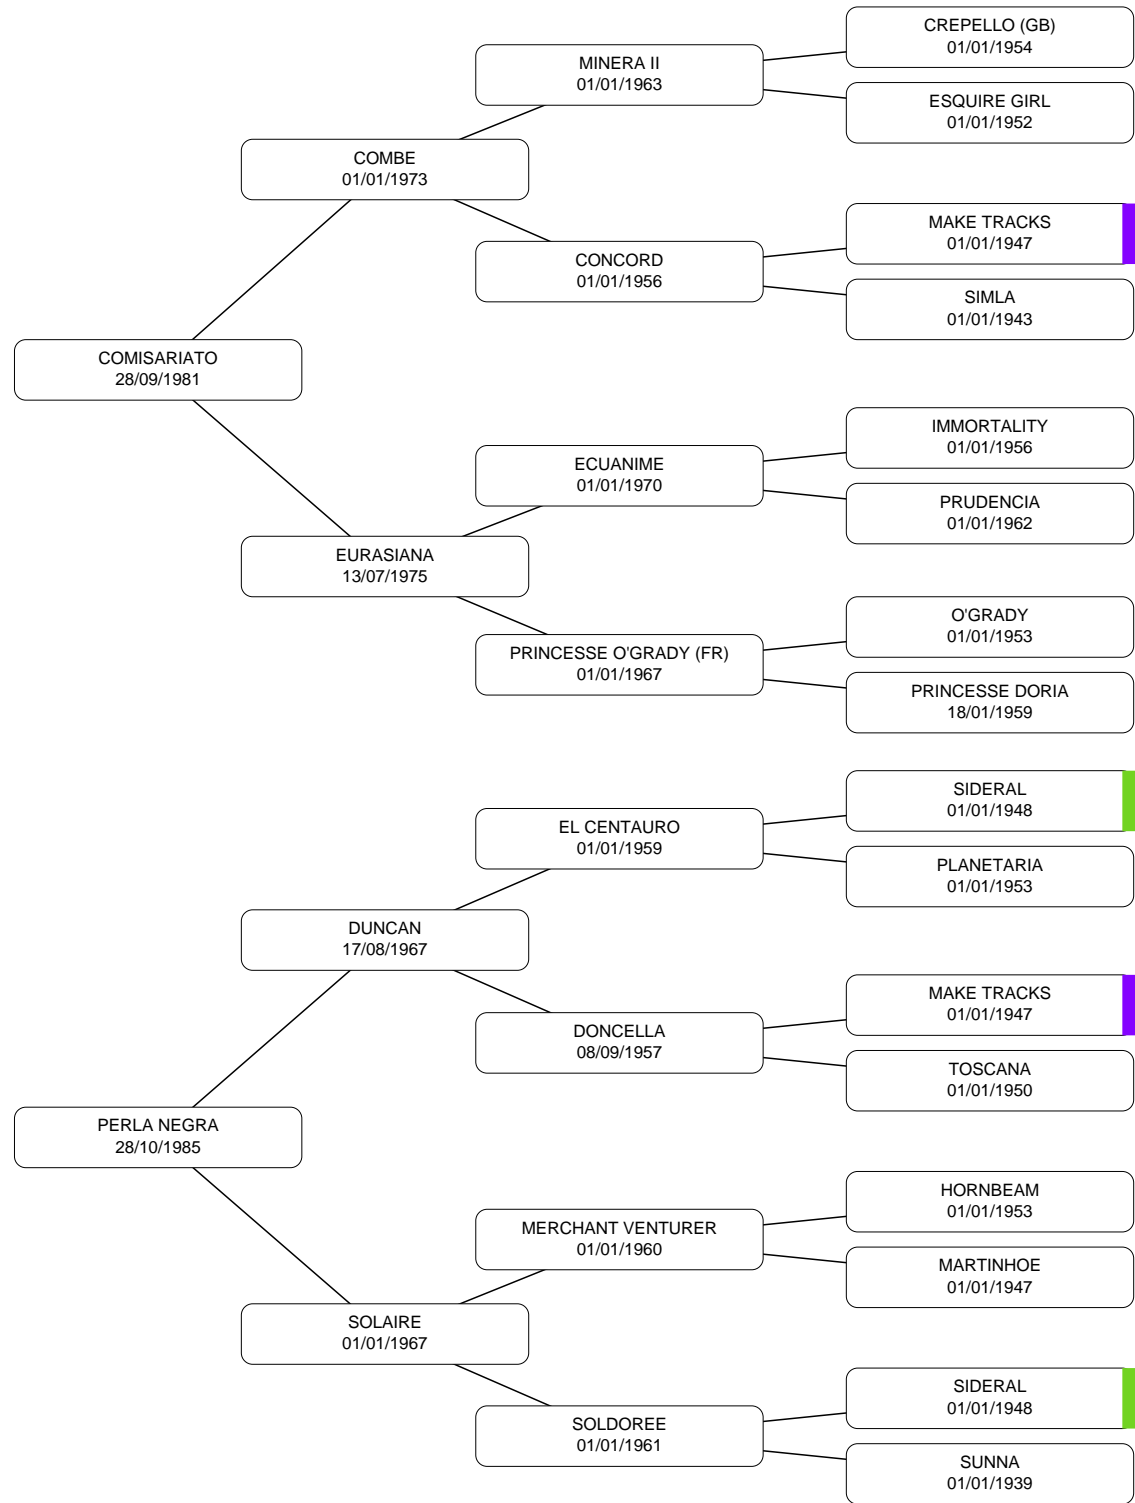 CREPELLO (GB)
01/01/1954
MINERA II
01/01/1963
ESQUIRE GIRL
01/01/1952
COMBE
01/01/1973
MAKE TRACKS
01/01/1947
CONCORD
01/01/1956
SIMLA
01/01/1943
COMISARIATO
28/09/1981
IMMORTALITY
01/01/1956
ECUANIME
01/01/1970
PRUDENCIA
01/01/1962
EURASIANA
13/07/1975
O'GRADY
01/01/1953
PRINCESSE O'GRADY (FR)
01/01/1967
PRINCESSE DORIA
18/01/1959
SIDERAL
01/01/1948
EL CENTAURO
01/01/1959
PLANETARIA
01/01/1953
DUNCAN
17/08/1967
MAKE TRACKS
01/01/1947
DONCELLA
08/09/1957
TOSCANA
01/01/1950
PERLA NEGRA
28/10/1985
HORNBEAM
01/01/1953
MERCHANT VENTURER
01/01/1960
MARTINHOE
01/01/1947
SOLAIRE
01/01/1967
SIDERAL
01/01/1948
SOLDOREE
01/01/1961
SUNNA
01/01/1939